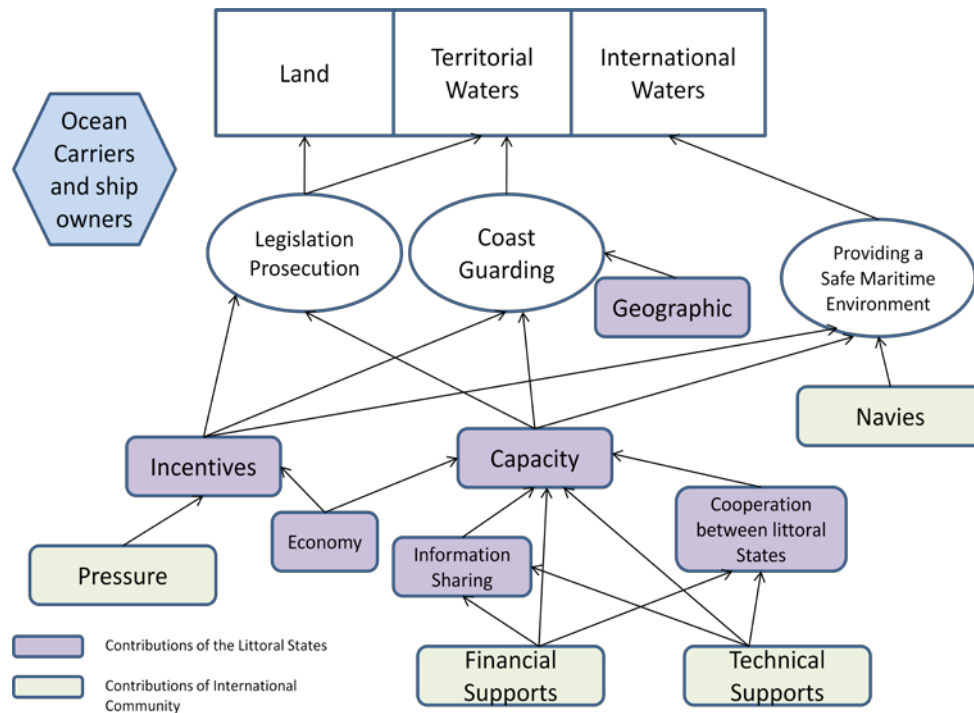 Land
Territorial
Waters
International
Waters
Ocean
Carriers
and ship
owners
Legislation
Prosecution
Coast
Guarding
Providing a
Safe Maritime
Environment
Geographic
Navies
Incentives
Capacity
Cooperation
between littoral
States
Economy
Information
Sharing
Pressure
Financial
Supports
Technical
Supports
Contributions of the Littoral States
Contributions of International
Community